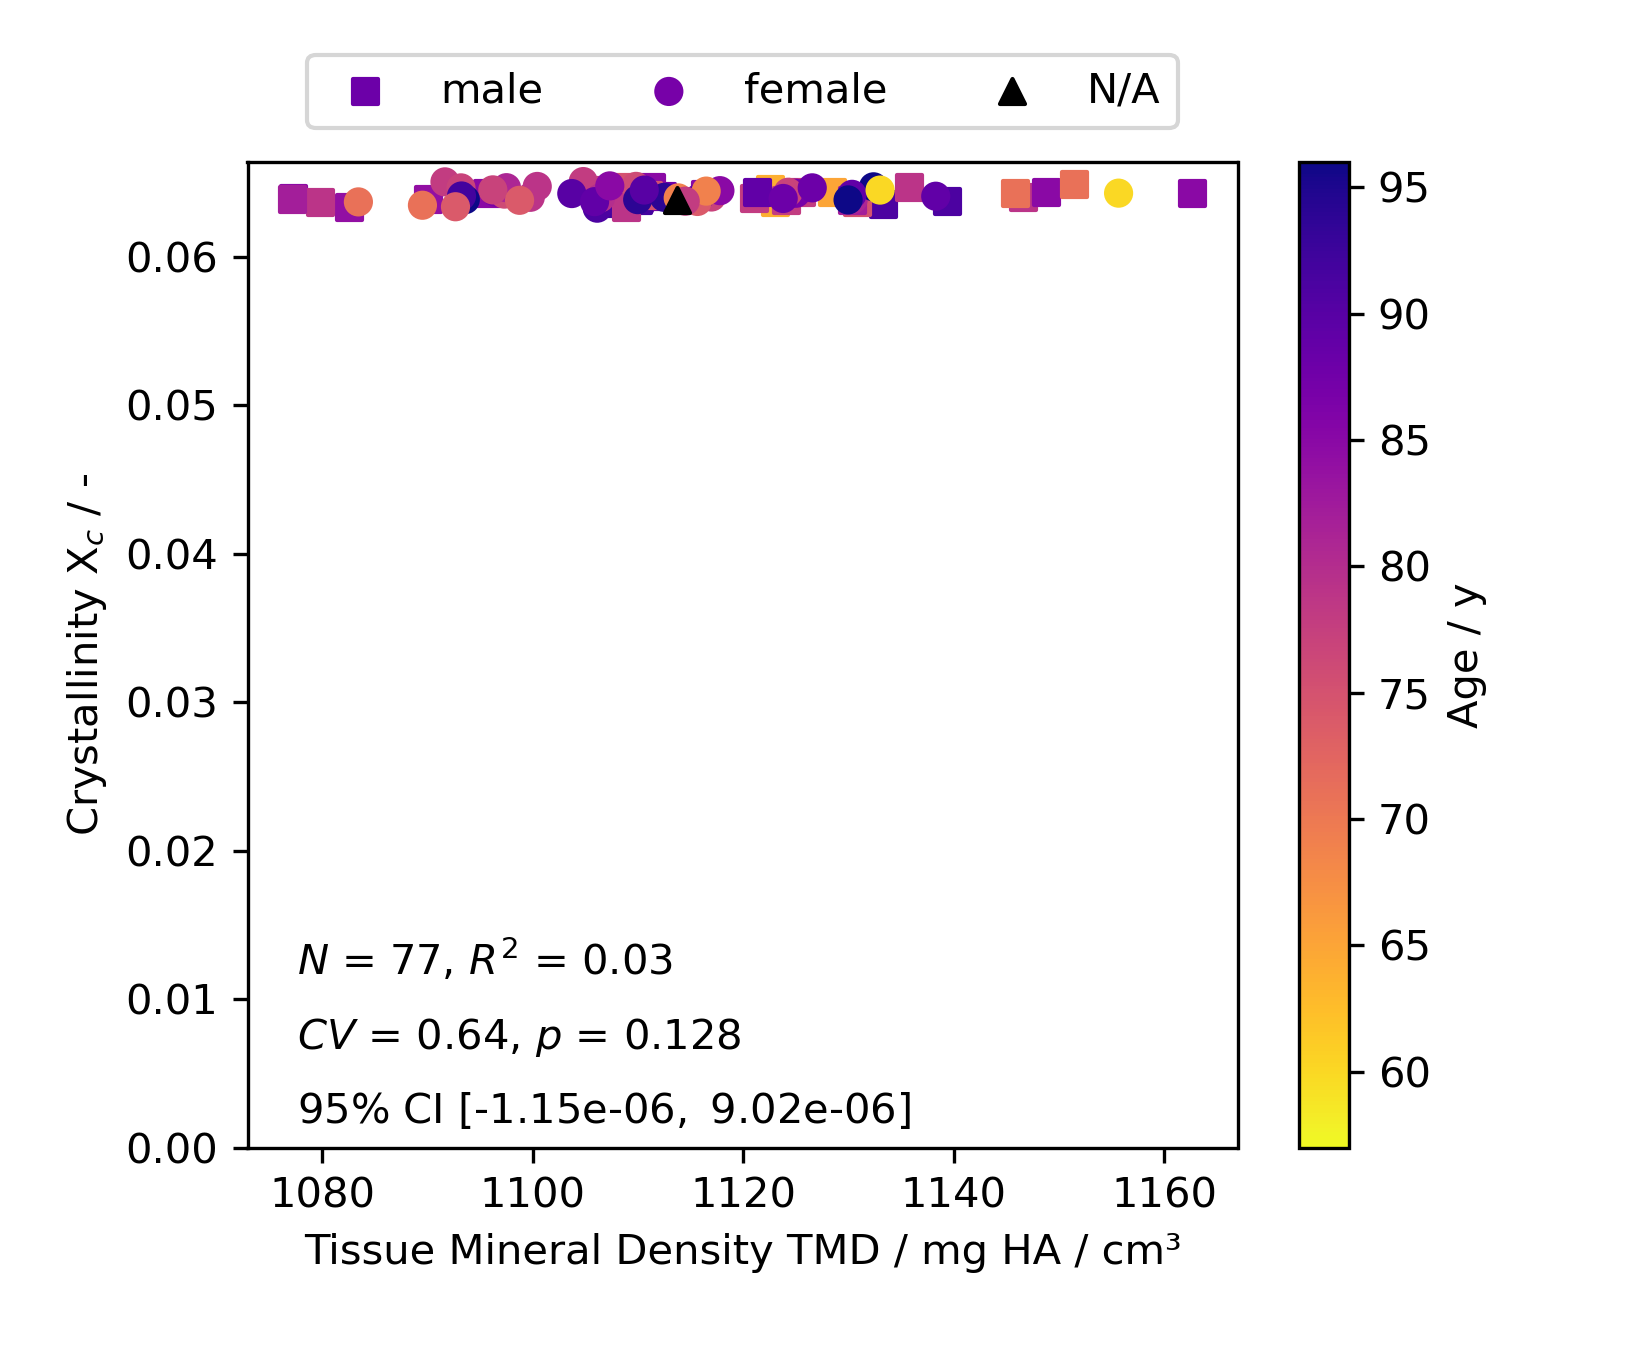 male female N/A
0.06
0.05
0.04
0.03
0.02
0.01
0.00
Crystallinity X_c / -
N = 77, R² = 0.03
CV = 0.64, p = 0.128
95% CI [-1.15e-06, 9.02e-06]
1080 1100 1120 1140 1160
Tissue Mineral Density TMD / mg HA / cm³
95
90
85
80
75
70
65
60
Age / y